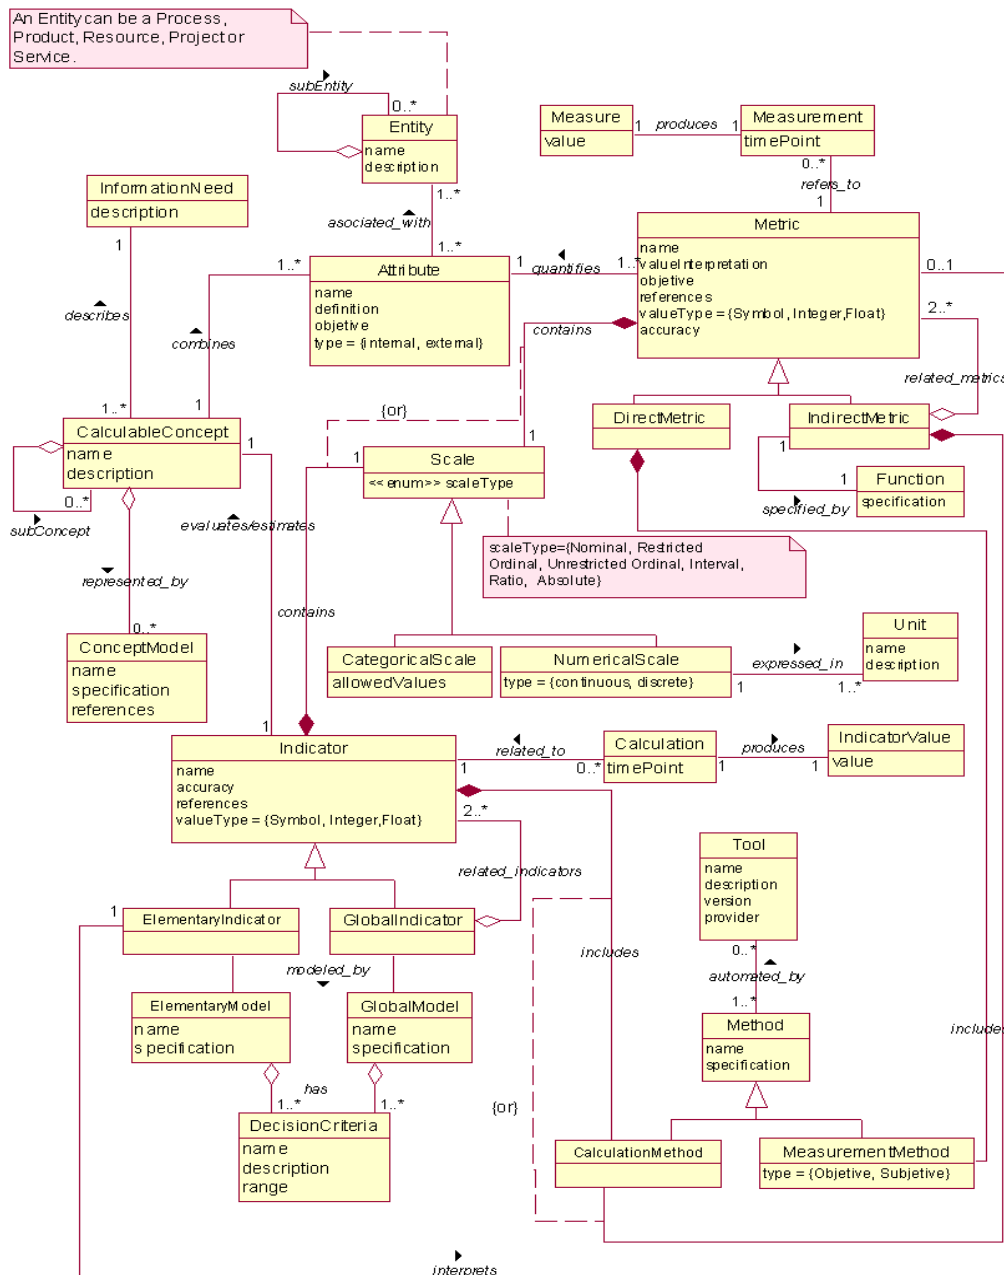 An Entity can be a Process,
Product, Resource, Project or
Service.
subEntity
0..*
Entity
name
description
1..*
asociated_with
1..*
Measure
value
1 produces 1
Measurement
timePoint
0..*
refers_to
1
InformationNeed
description
1
describes
1..*
1..*
combines
1
Attribute
name
definition
objetive
type = {internal, external}
1
quantifies
1..*
Metric
name
valueInterpretation
objetive
references
valueType = {Symbol, Integer,Float}
accuracy
0..1
2..*
related_metrics
contains
{or}
1
1
CalculableConcept
name
description
1
0..*
subConcept
evaluates/estimates
represented_by
0..*
ConceptModel
name
specification
references
Scale
<<enum>> scaleType
DirectMetric
IndirectMetric
1
1
specified_by
Function
specification
scaleType={Nominal, Restricted
Ordinal, Unrestricted Ordinal, Interval,
Ratio, Absolute}
contains
CategoricalScale
allowedValues
NumericalScale
type = {continuous, discrete}
expressed_in
1
1..*
Unit
name
description
1
Indicator
name
accuracy
references
valueType = {Symbol, Integer,Float}
related_to
1
0..*
Calculation
timePoint
produces
1
1
IndicatorValue
value
2..*
related_indicators
1
ElementaryIndicator
GlobalIndicator
modeled_by
ElementaryModel
name
specification
GlobalModel
name
specification
has
1..*
1..*
DecisionCriteria
name
description
range
includes
{or}
Tool
name
description
version
provider
0..*
automated_by
1..*
Method
name
specification
includes
CalculationMethod
MeasurementMethod
type = {Objetive, Subjetive}
interprets